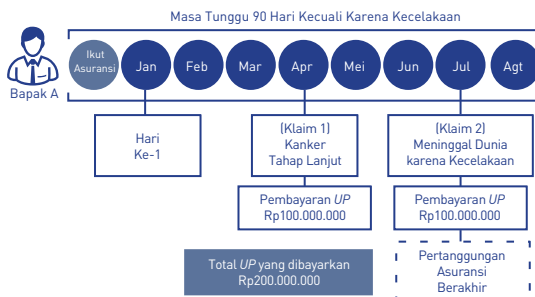 Masa Tunggu 90 Hari Kecuali Karena Kecelakaan
Bapak A
Ikut
Asuransi
Jan
Feb
Mar
Apr
Mei
Jun
Jul
Agt
Hari
Ke-1
(Klaim 1)
Kanker
Tahap Lanjut
(Klaim 2)
Meninggal Dunia
karena Kecelakaan
Pembayaran UP
Rp100.000.000
Pembayaran UP
Rp100.000.000
Total UP yang dibayarkan
Rp200.000.000
Pertanggungan
Asuransi
Berakhir